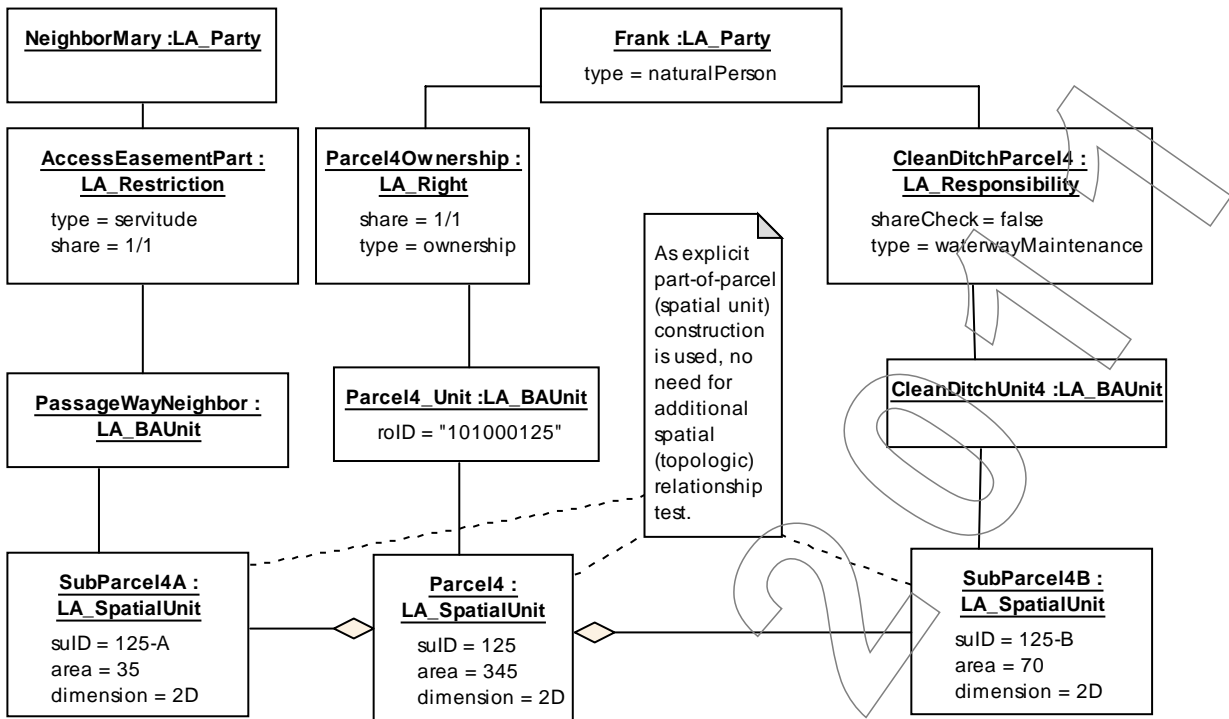 NeighborMary :LA_Party
Frank :LA_Party
type = naturalPerson
AccessEasementPart :
LA_Restriction
type = servitude
share = 1/1
Parcel4Ownership :
LA_Right
share = 1/1
type = ownership
CleanDitchParcel4 :
LA_Responsibility
shareCheck = false
type = waterwayMaintenance
As explicit
part-of-parcel
(spatial unit)
construction
is used, no
need for
additional
spatial
(topologic)
relationship
test.
PassageWayNeighbor :
LA_BAUnit
Parcel4_Unit :LA_BAUnit
rolD = "101000125"
CleanDitchUnit4 :LA_BAUnit
SubParcel4A :
LA_SpatialUnit
suID = 125-A
area = 35
dimension = 2D
Parcel4 :
LA_SpatialUnit
suID = 125
area = 345
dimension = 2D
SubParcel4B :
LA_SpatialUnit
suID = 125-B
area = 70
dimension = 2D
2011